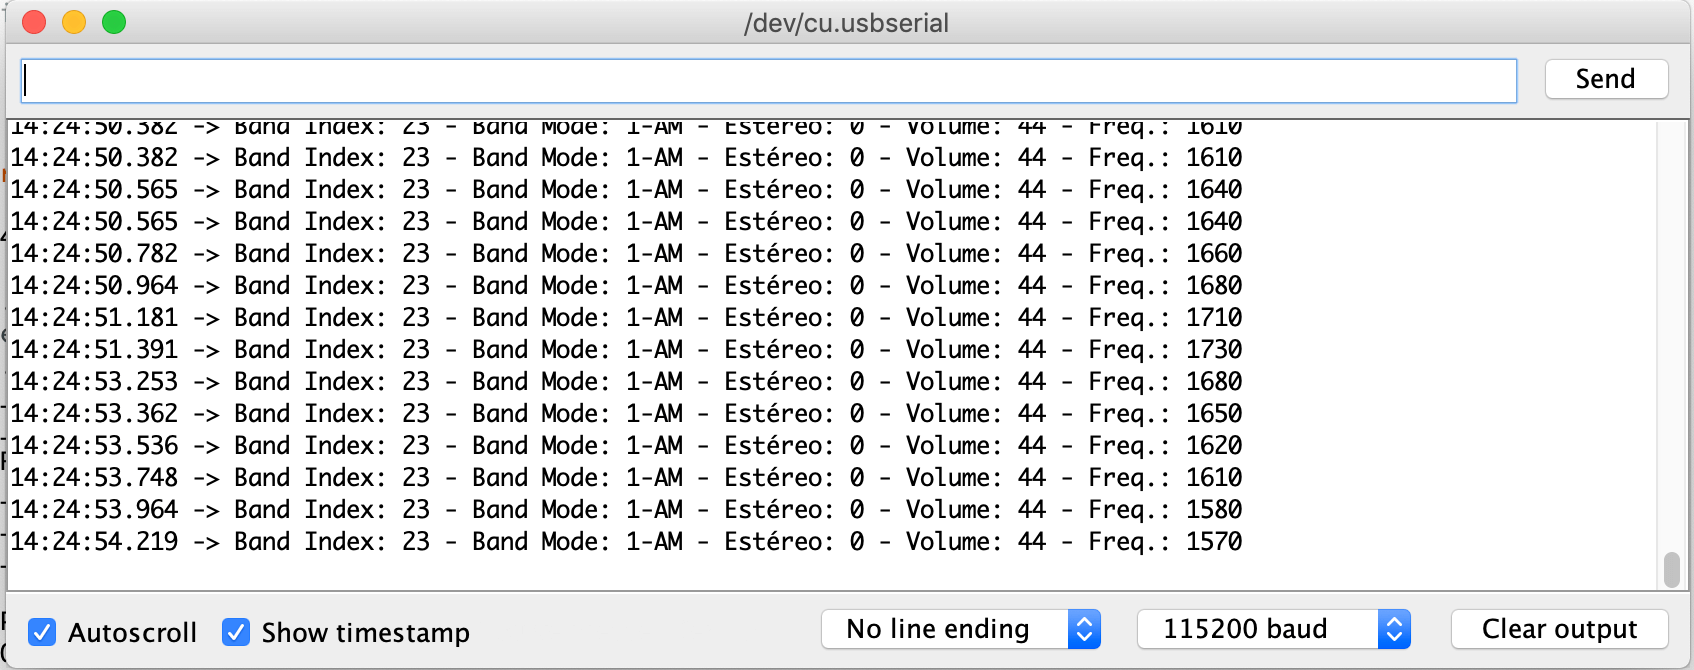 /dev/cu.usbserial
Send
14:24:50.382 -> Band Index: 23 - Band Mode: 1-AM - Estéreo: 0 - Volume: 44 - Freq.: 1610
14:24:50.382 -> Band Index: 23 - Band Mode: 1-AM - Estéreo: 0 - Volume: 44 - Freq.: 1610
14:24:50.565 -> Band Index: 23 - Band Mode: 1-AM - Estéreo: 0 - Volume: 44 - Freq.: 1640
14:24:50.565 -> Band Index: 23 - Band Mode: 1-AM - Estéreo: 0 - Volume: 44 - Freq.: 1640
14:24:50.782 -> Band Index: 23 - Band Mode: 1-AM - Estéreo: 0 - Volume: 44 - Freq.: 1660
14:24:50.964 -> Band Index: 23 - Band Mode: 1-AM - Estéreo: 0 - Volume: 44 - Freq.: 1680
14:24:51.181 -> Band Index: 23 - Band Mode: 1-AM - Estéreo: 0 - Volume: 44 - Freq.: 1710
14:24:51.391 -> Band Index: 23 - Band Mode: 1-AM - Estéreo: 0 - Volume: 44 - Freq.: 1730
14:24:53.253 -> Band Index: 23 - Band Mode: 1-AM - Estéreo: 0 - Volume: 44 - Freq.: 1680
14:24:53.362 -> Band Index: 23 - Band Mode: 1-AM - Estéreo: 0 - Volume: 44 - Freq.: 1650
14:24:53.536 -> Band Index: 23 - Band Mode: 1-AM - Estéreo: 0 - Volume: 44 - Freq.: 1620
14:24:53.748 -> Band Index: 23 - Band Mode: 1-AM - Estéreo: 0 - Volume: 44 - Freq.: 1610
14:24:53.964 -> Band Index: 23 - Band Mode: 1-AM - Estéreo: 0 - Volume: 44 - Freq.: 1580
14:24:54.219 -> Band Index: 23 - Band Mode: 1-AM - Estéreo: 0 - Volume: 44 - Freq.: 1570
Autoscroll Show timestamp No line ending 115200 baud Clear output